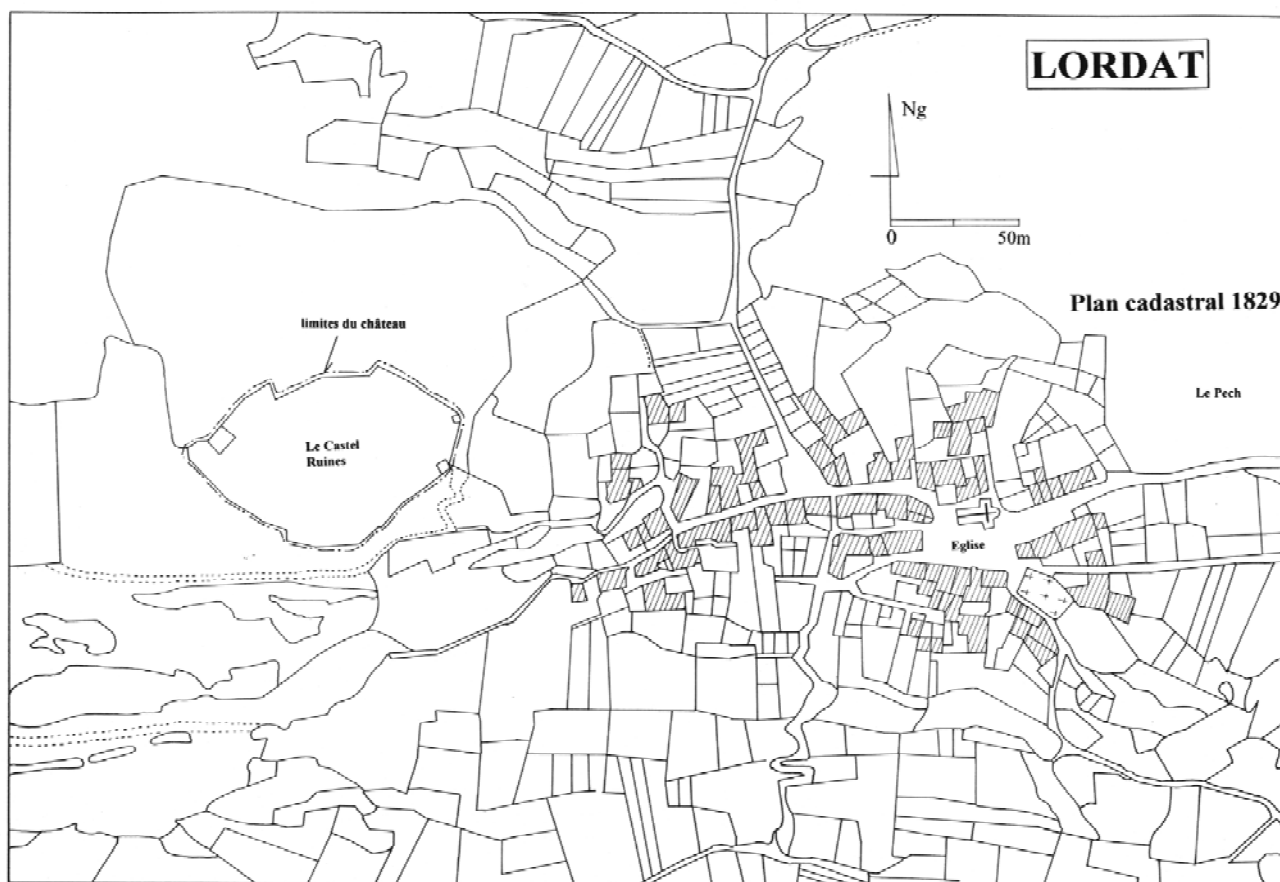 LORDAT
Ng
0 50m
Plan cadastral 1829
limites du château
Le Pech
Le Castel
Ruines
Eglise